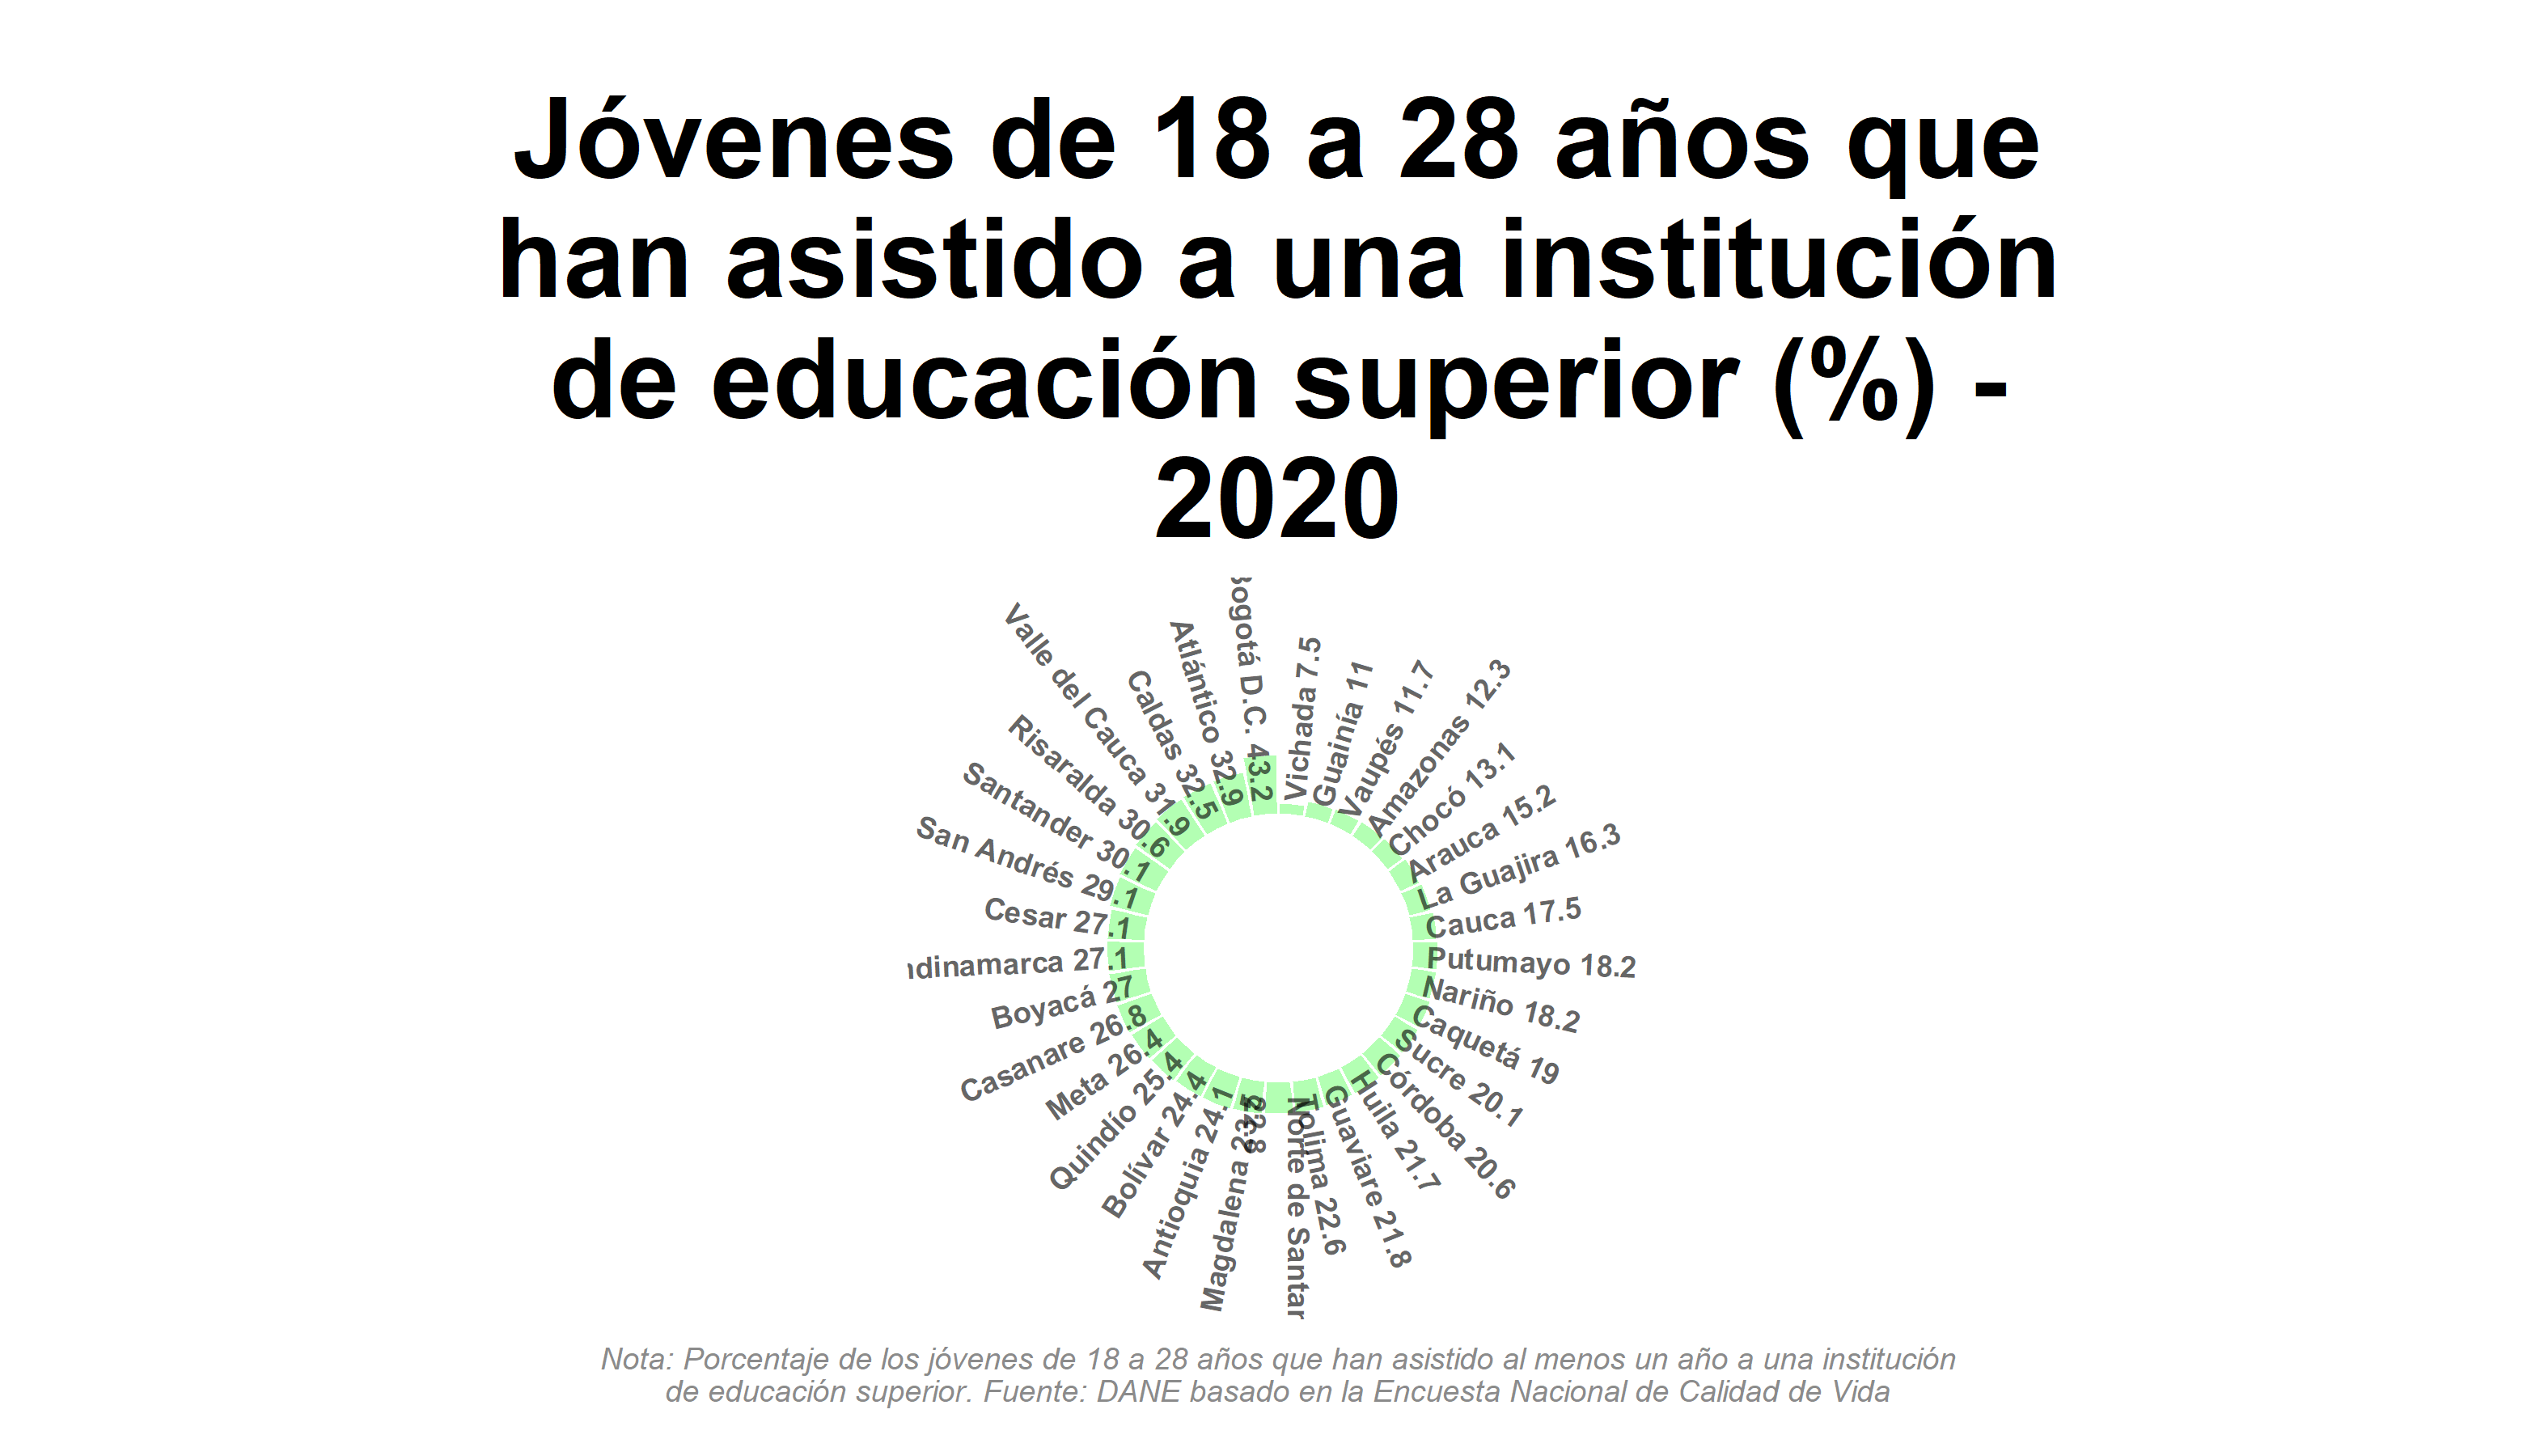 Jóvenes de 18 a 28 años que
han asistido a una institución
de educación superior (%) -
2020
Vichada 7.5
Guainía 11
Vaupés 11.7
Amazonas 12.3
Chocó 13.1
Arauca 15.2
La Guajira 16.3
Cauca 17.5
Putumayo 18.2
Nariño 18.2
Caquetá 19
Sucre 20.1
Córdoba 20.6
Huila 21.7
Guaviare 21.8
Tolima 22.6
Norte de Santar
22.8
Magdalena
Antioquia 24.1
Bolívar 24.4
Quindío 25.4
Meta 26.4
Casanare 26.8
Boyacá 27
ndinamarca 27.1
Cesar 27.1
San Andrés 29.1
Santander 30.1
Risaralda 30.6
Valle del Cauca 31.9
Caldas 32.5
Atlántico 32.9
Bogotá D.C. 43.2
Nota: Porcentaje de los jóvenes de 18 a 28 años que han asistido al menos un año a una institución
de educación superior. Fuente: DANE basado en la Encuesta Nacional de Calidad de Vida